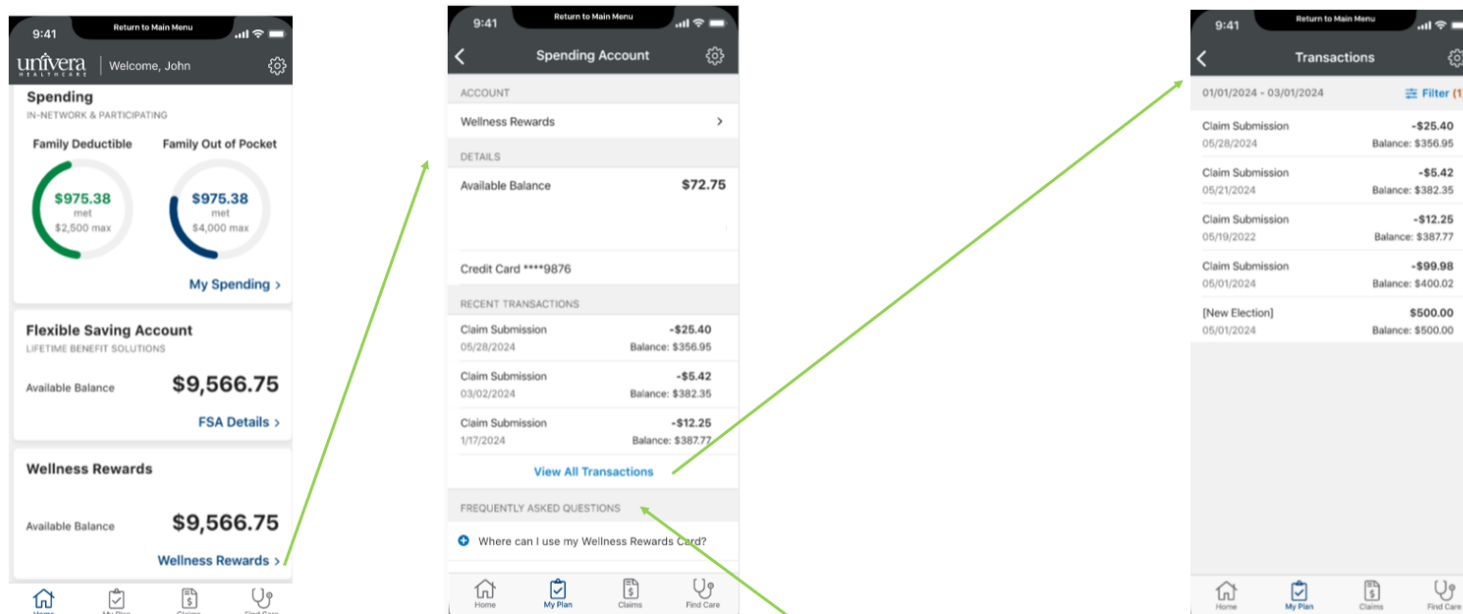 9:41
Return to Main Menu
unívera
HEALTHCARE
Welcome, John
Spending
IN-NETWORK & PARTICIPATING
Family Deductible
Family Out of Pocket
$975.38
met
$2,500 max
$975.38
met
$4,000 max
My Spending >
Flexible Saving Account
LIFETIME BENEFIT SOLUTIONS
Available Balance
$9,566.75
FSA Details >
Wellness Rewards
Available Balance
$9,566.75
Wellness Rewards >
Home
My Plan
Claims
Find Care
9:41
Return to Main Menu
Spending Account
ACCOUNT
Wellness Rewards >
DETAILS
Available Balance $72.75
Credit Card ****9876
RECENT TRANSACTIONS
Claim Submission -$25.40
05/28/2024 Balance: $356.95
Claim Submission -$5.42
03/02/2024 Balance: $382.35
Claim Submission -$12.25
1/17/2024 Balance: $387.77
View All Transactions
FREQUENTLY ASKED QUESTIONS
Where can I use my Wellness Rewards Card?
Home
My Plan
Claims
Find Care
9:41
Return to Main Menu
Transactions
01/01/2024 - 03/01/2024 Filter (1)
Claim Submission -$25.40
05/28/2024 Balance: $356.95
Claim Submission -$5.42
05/21/2024 Balance: $382.35
Claim Submission -$12.25
05/19/2022 Balance: $387.77
Claim Submission -$99.98
05/01/2024 Balance: $400.02
[New Election] $500.00
05/01/2024 Balance: $500.00
Home
My Plan
Claims
Find Care